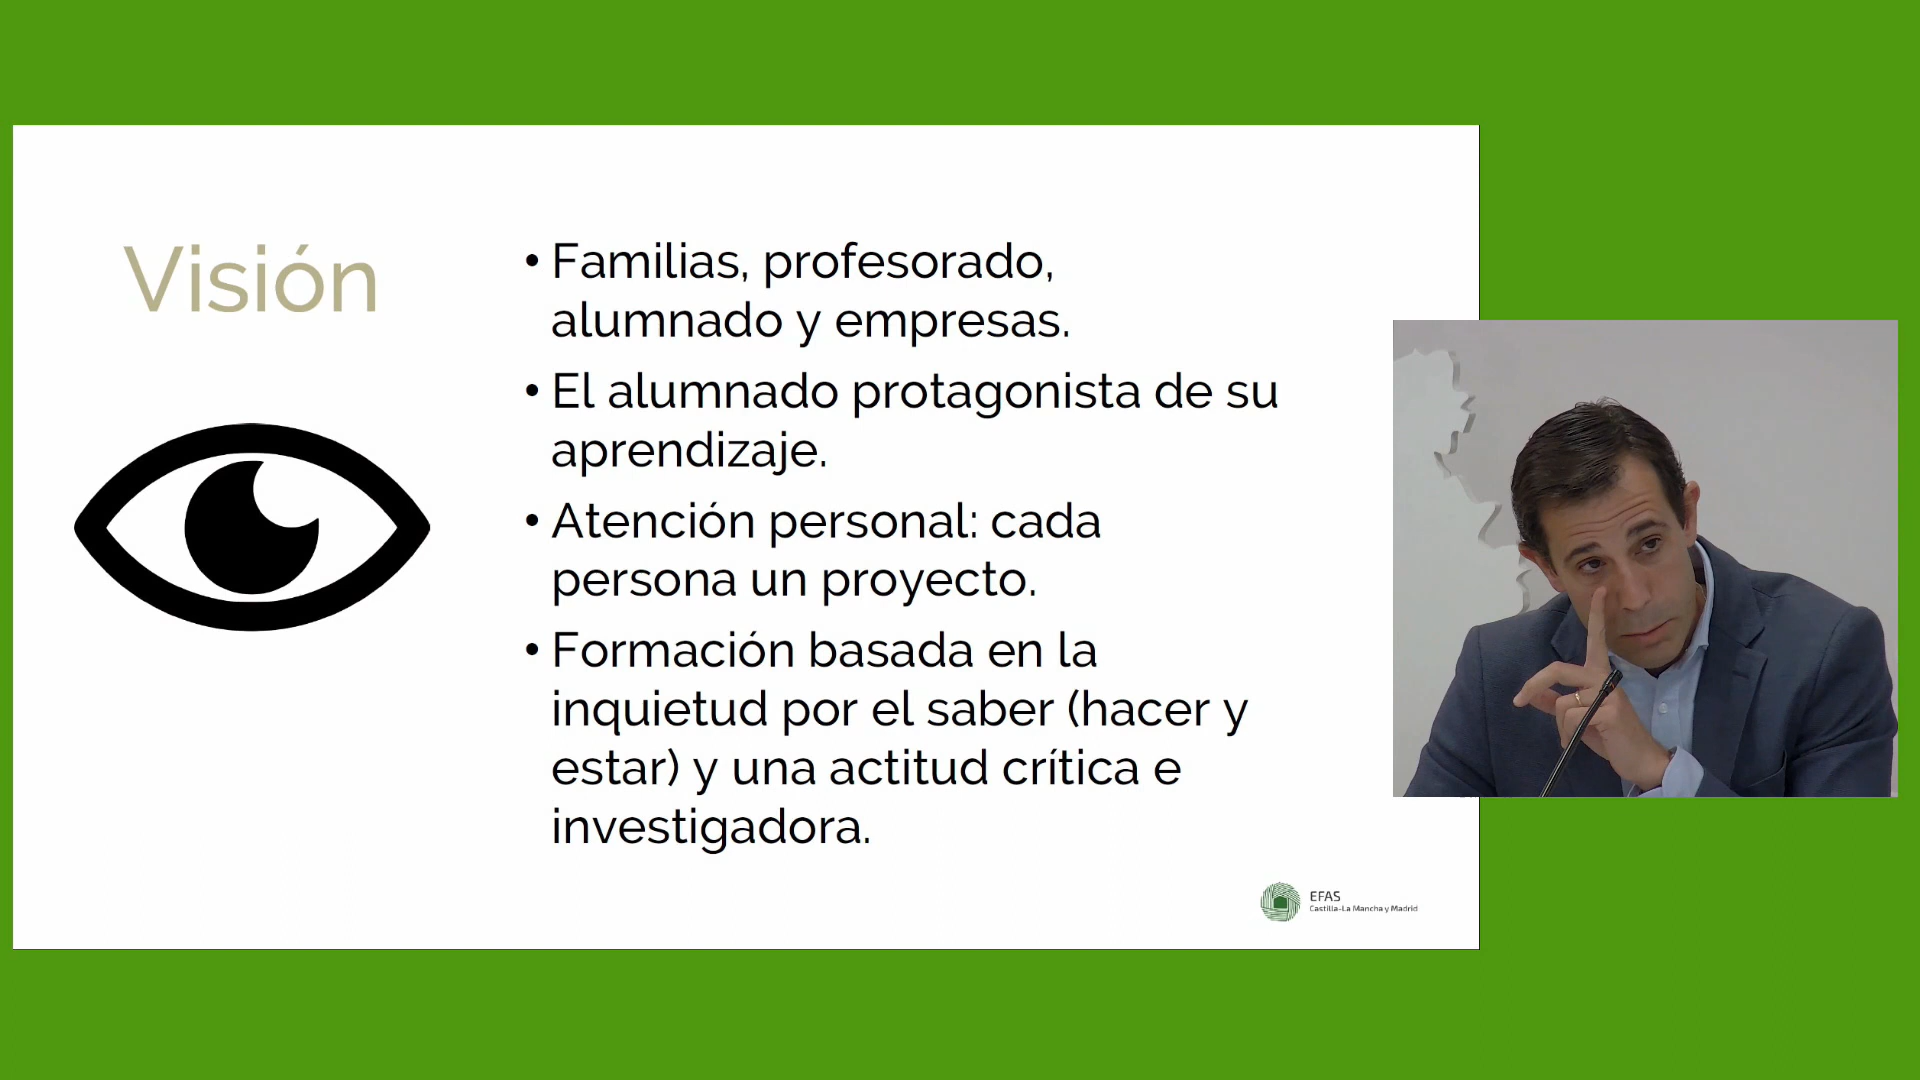 Visión
• Familias, profesorado,
alumnado y empresas.
• El alumnado protagonista de su
aprendizaje.
• Atención personal: cada
persona un proyecto.
• Formación basada en la
inquietud por el saber (hacer y
estar) y una actitud crítica e
investigadora.
EFAS
Castilla-La Mancha y Madrid